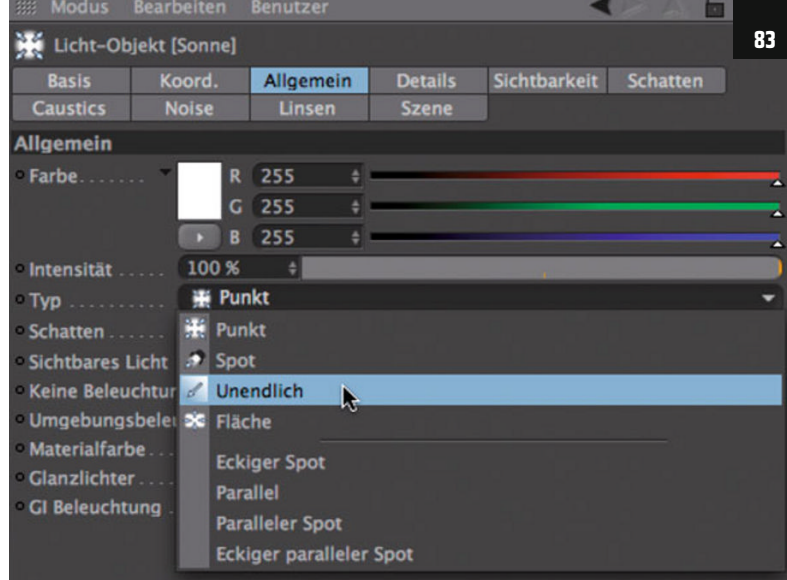 Modus Bearbeiten Benutzer
83
Licht-Objekt [Sonne]
Basis Koord. Allgemein Details Sichtbarkeit Schatten
Caustics Noise Linsen Szene
Allgemein
Farbe....... R 255
G 255
B 255
Intensität ..... 100 %
Typ .......... Punkt
Schatten ...... Punkt
Sichtbares Licht Spot
Keine Beleuchtun Unendlich
Umgebungsbeleu Fläche
Materialfarbe...
Eckiger Spot
Glanzlichter ....
Parallel
GI Beleuchtung .
Paralleler Spot
Eckiger paralleler Spot